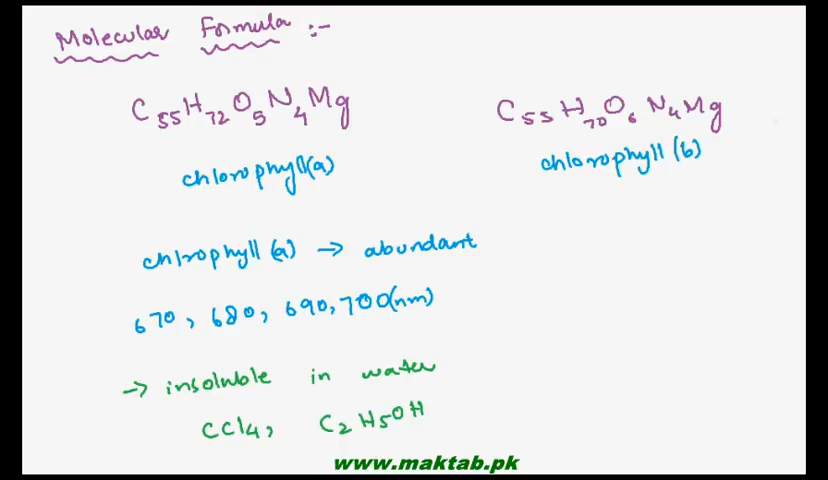 Molecular Formula :-
C55H72O5N4Mg C55H70O6N4Mg
chlorophyll(a) chlorophyll (b)
chlrophyll (a) → abundant
670, 680, 690, 700(nm)
→ insoluble in water
CCl4, C2H5OH
www.maktab.pk